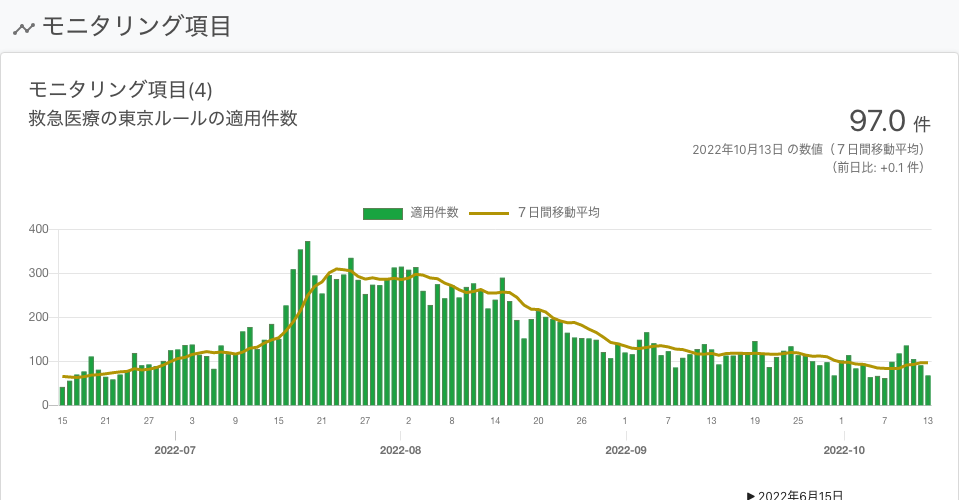 モニタリング項目
モニタリング項目(4)
救急医療の東京ルールの適用件数
97.0 件
2022年10月13日 の数値（７日間移動平均）
（前日比: +0.1 件）
適用件数 ７日間移動平均
400
300
200
100
0
15 21 27 3 9 15 21 27 2 8 14 20 26 1 7 13 19 25 1 7 13
2022-07 2022-08 2022-09 2022-10
▶ 2022年6月15日